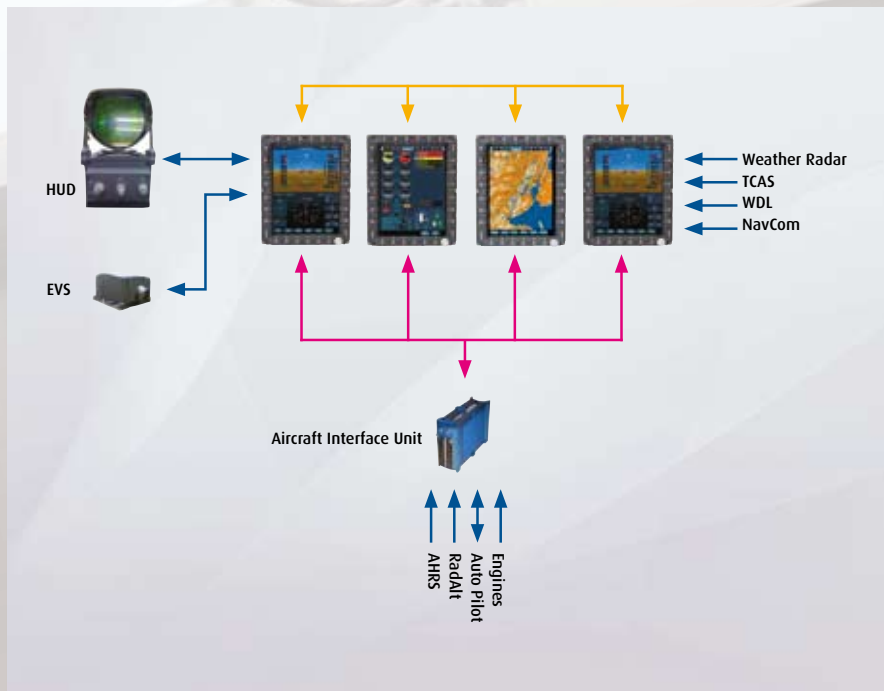 HUD
EVS
Weather Radar
TCAS
WDL
NavCom
Aircraft Interface Unit
AHRS
RadAlt
Auto Pilot
Engines